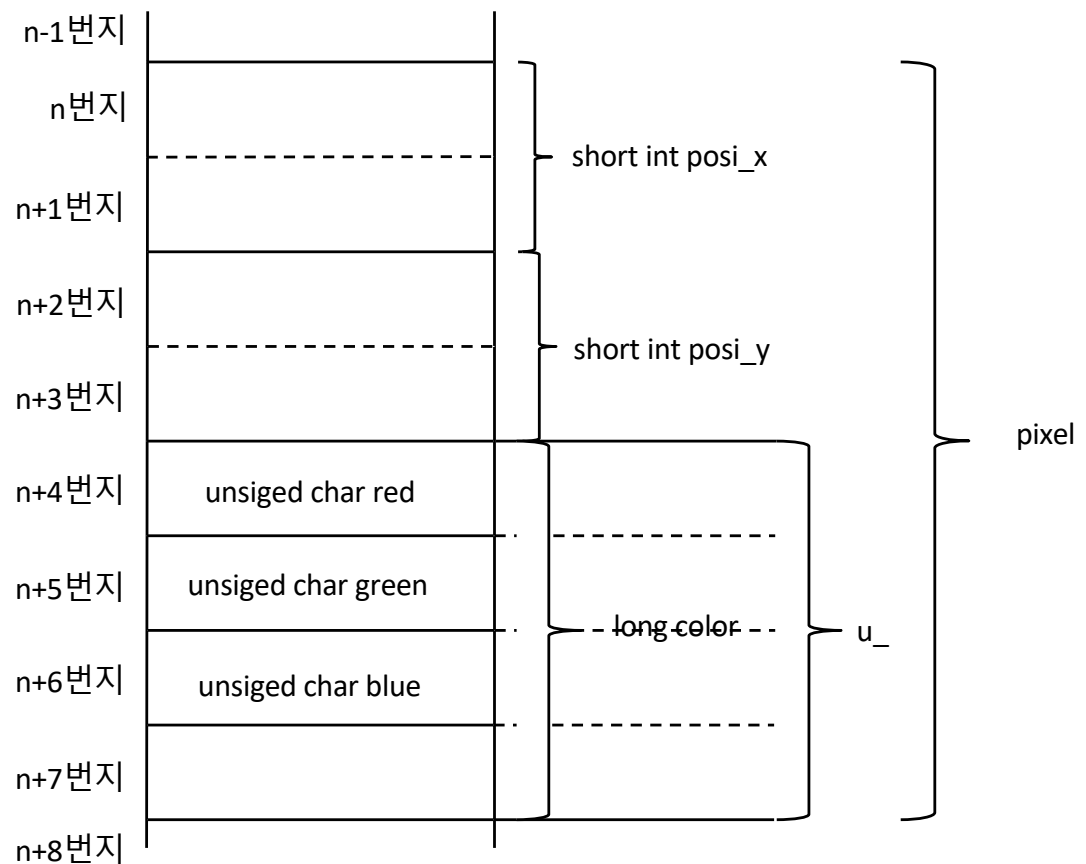 n-1번지
n번지
short int posi_x
n+1번지
n+2번지
short int posi_y
n+3번지
pixel
n+4번지 unsiged char red
n+5번지 unsiged char green
long color u_
n+6번지 unsiged char blue
n+7번지
n+8번지